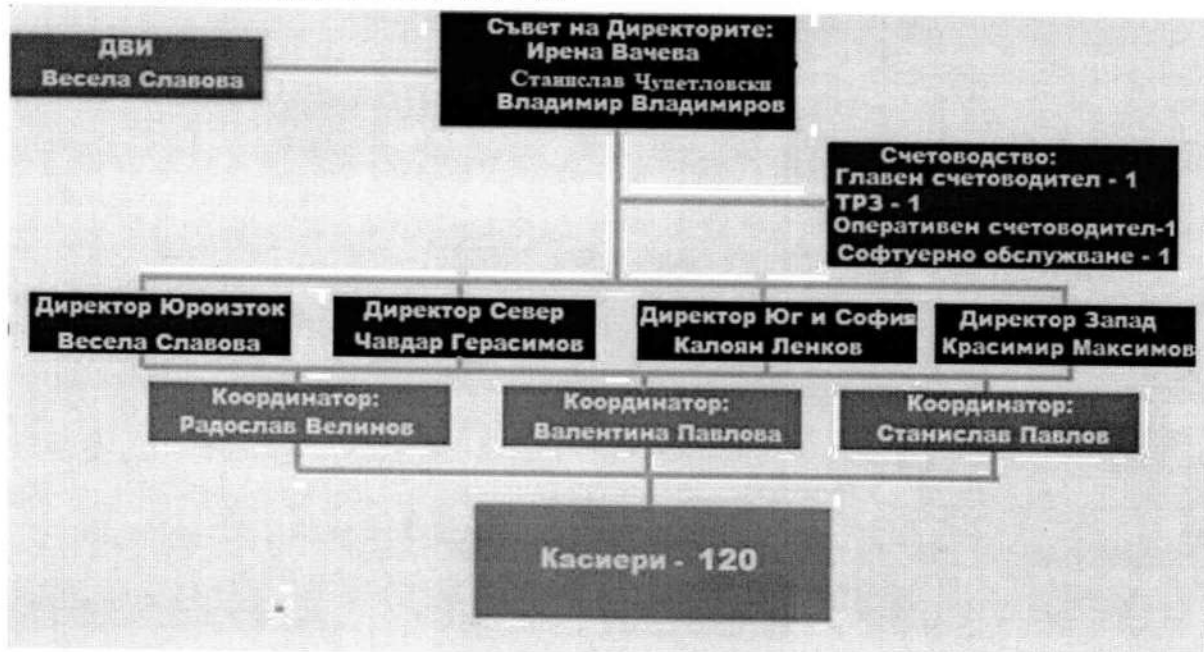 ДВИ
Весела Славова
Съвет на Директорите:
Ирена Вачева
Станислав Чупетловски
Владимир Владимиров
Счетоводство:
Главен счетоводител - 1
ТРЗ - 1
Оперативен счетоводител-1
Софтуерно обслужване - 1
Директор Юроизток
Весела Славова
Директор Север
Чавдар Герасимов
Директор Юг и София
Калоян Ленков
Директор Запад
Красимир Максимов
Координатор:
Радослав Велинов
Координатор:
Валентина Павлова
Координатор:
Станислав Павлов
Касиери - 120